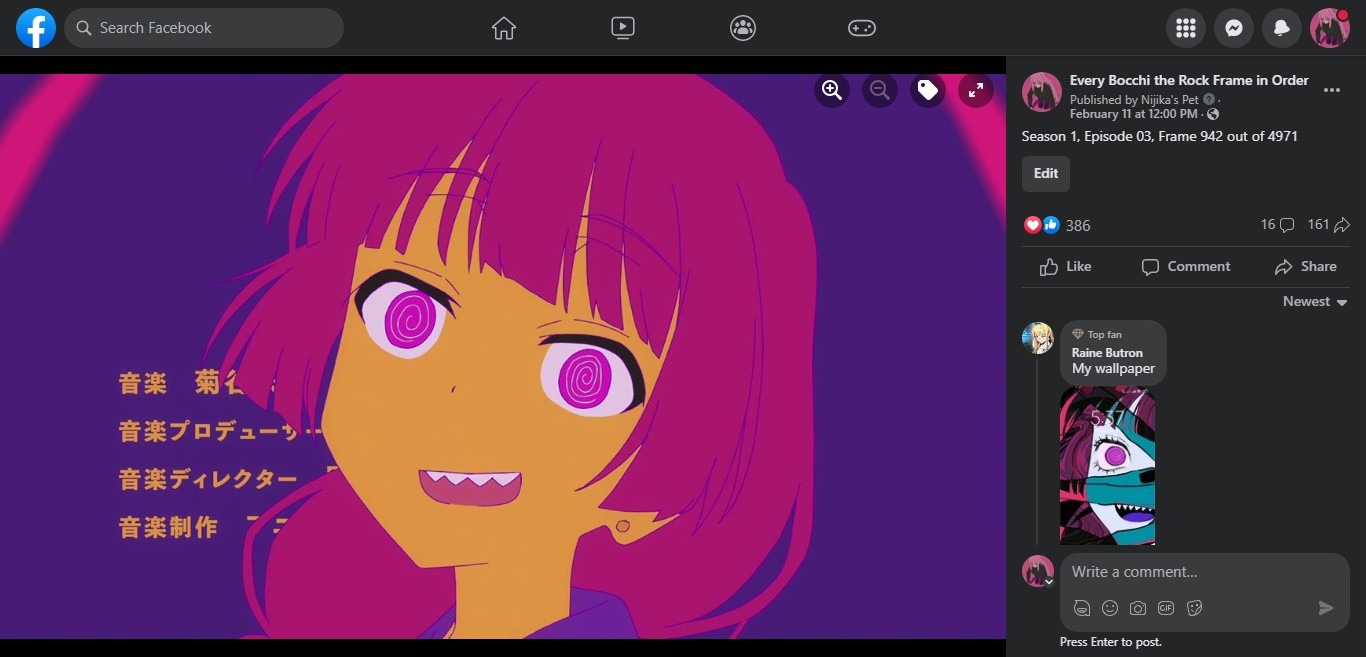 Search Facebook
音楽 菊
音楽プロデューサー
音楽ディレクター
音楽制作
Every Bocchi the Rock Frame in Order
Published by Nijika's Pet ·
February 11 at 12:00 PM ·
Season 1, Episode 03, Frame 942 out of 4971
Edit
386
16
161
Like
Comment
Share
Newest
Top fan
Raine Butron
My wallpaper
5:37
Write a comment...
GIF
Press Enter to post.